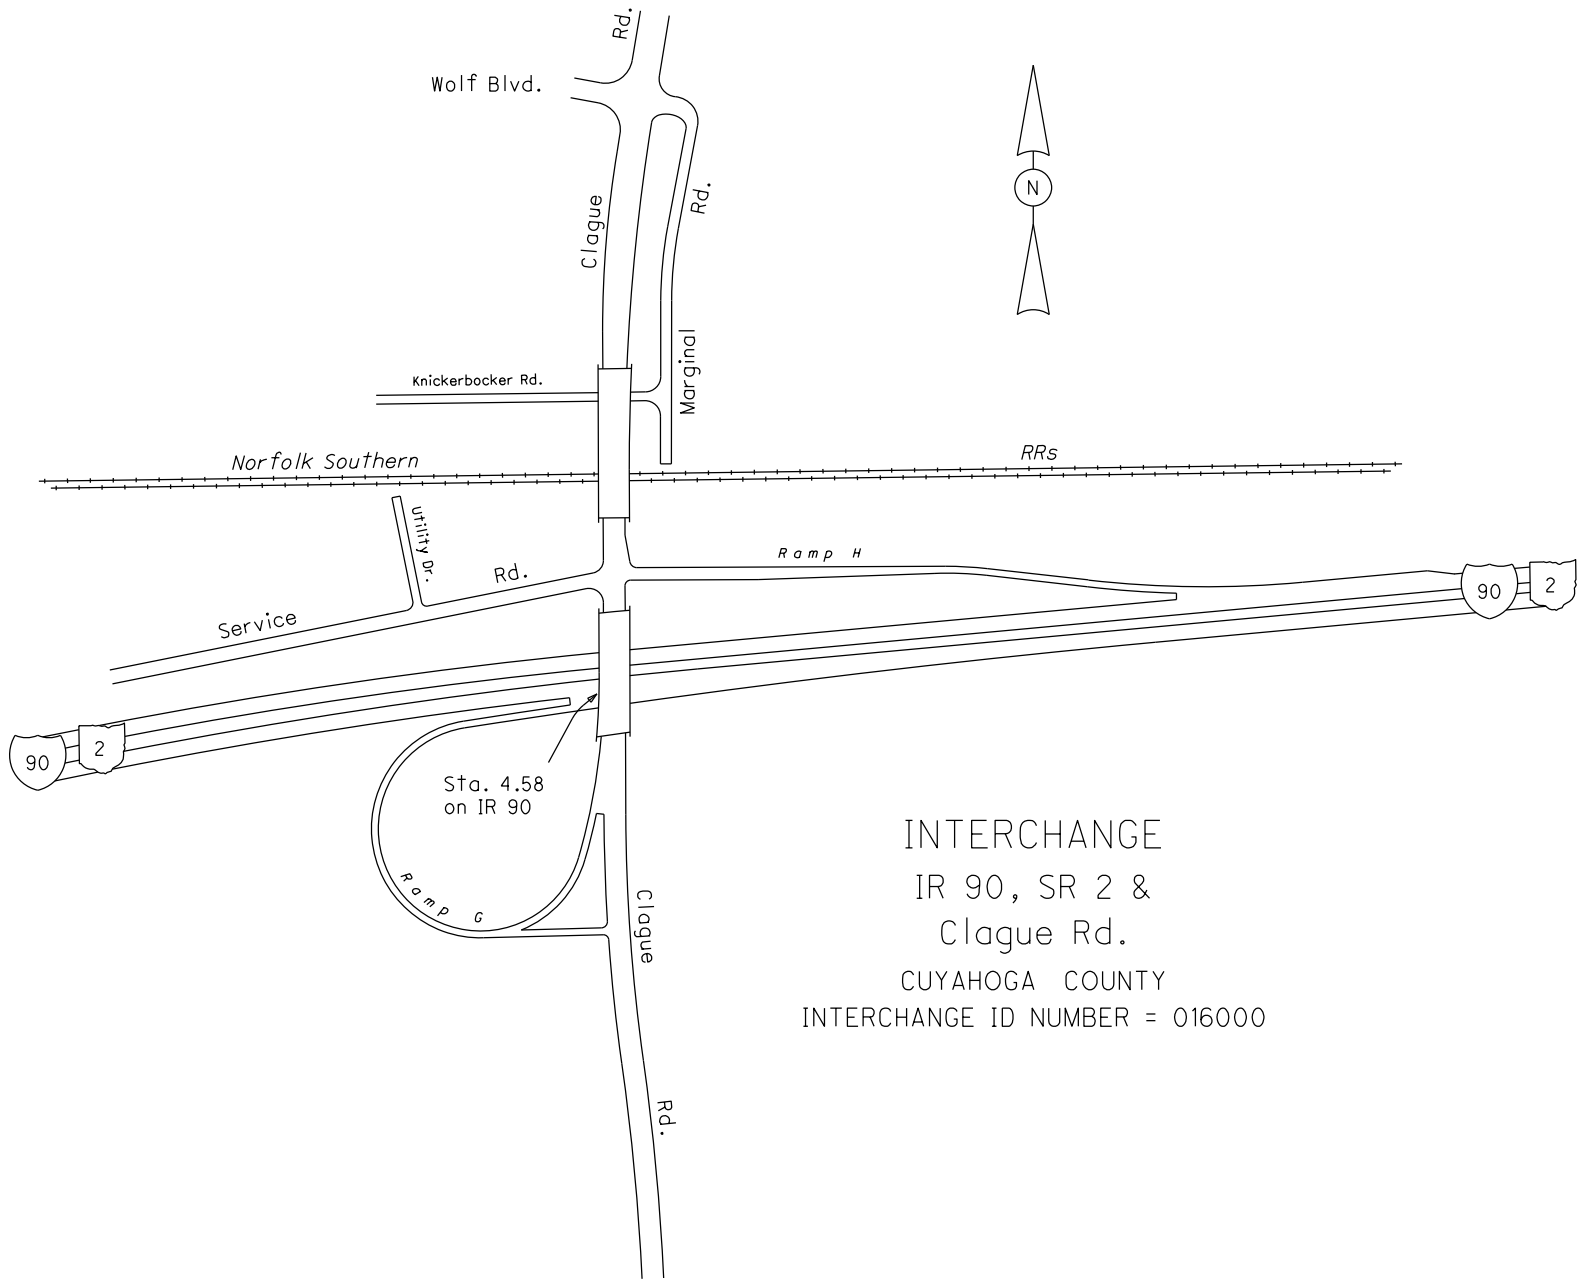 Rd.
Wolf Blvd.
N
Clague
Rd.
Marginal
Knickerbocker Rd.
Norfolk Southern
RRs
Utility Dr.
Ramp H
Rd.
Service
90
2
90
2
Sta. 4.58
on IR 90
Ramp G
Clague
Rd.
INTERCHANGE
IR 90, SR 2 &
Clague Rd.
CUYAHOGA COUNTY
INTERCHANGE ID NUMBER = 016000